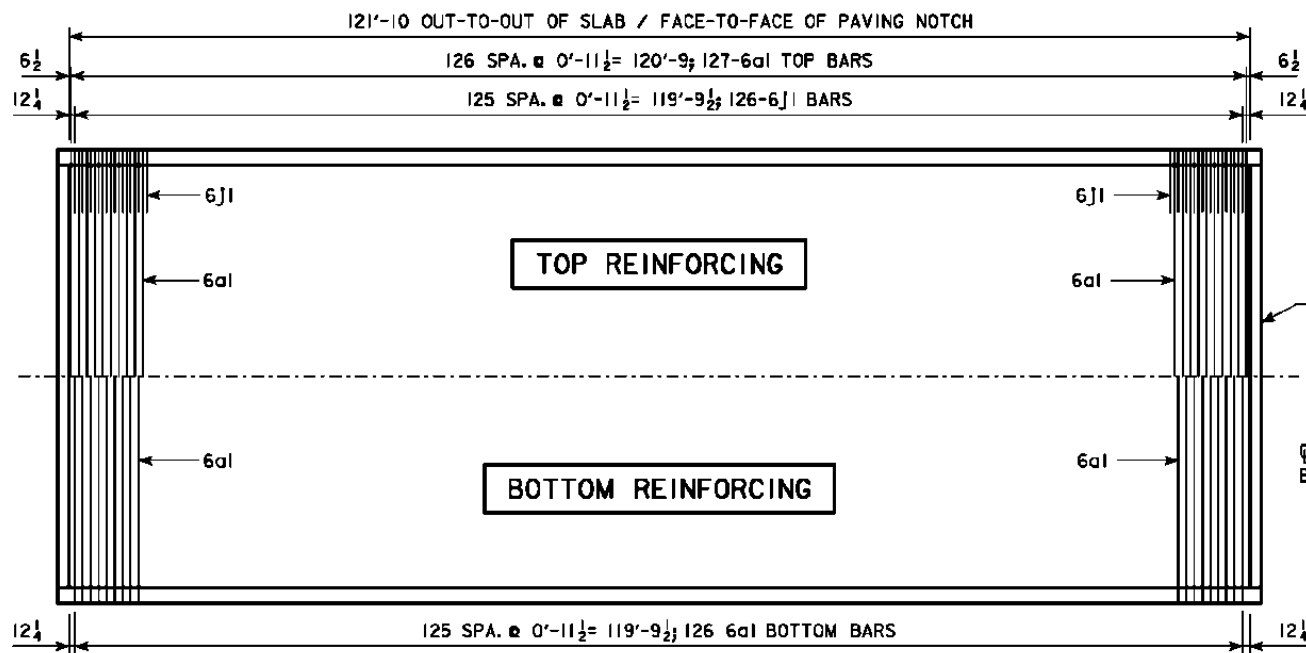 121'-10 OUT-TO-OUT OF SLAB / FACE-TO-FACE OF PAVING NOTCH
6½ 126 SPA. @ 0'-11½= 120'-9; 127-6a1 TOP BARS 6½
12¼ 125 SPA. @ 0'-11½= 119'-9½; 126-6j1 BARS 12¼
6j1 6j1
TOP REINFORCING
6a1 6a1
6a1 6a1
BOTTOM REINFORCING
12¼ 125 SPA. @ 0'-11½= 119'-9½; 126 6a1 BOTTOM BARS 12¼